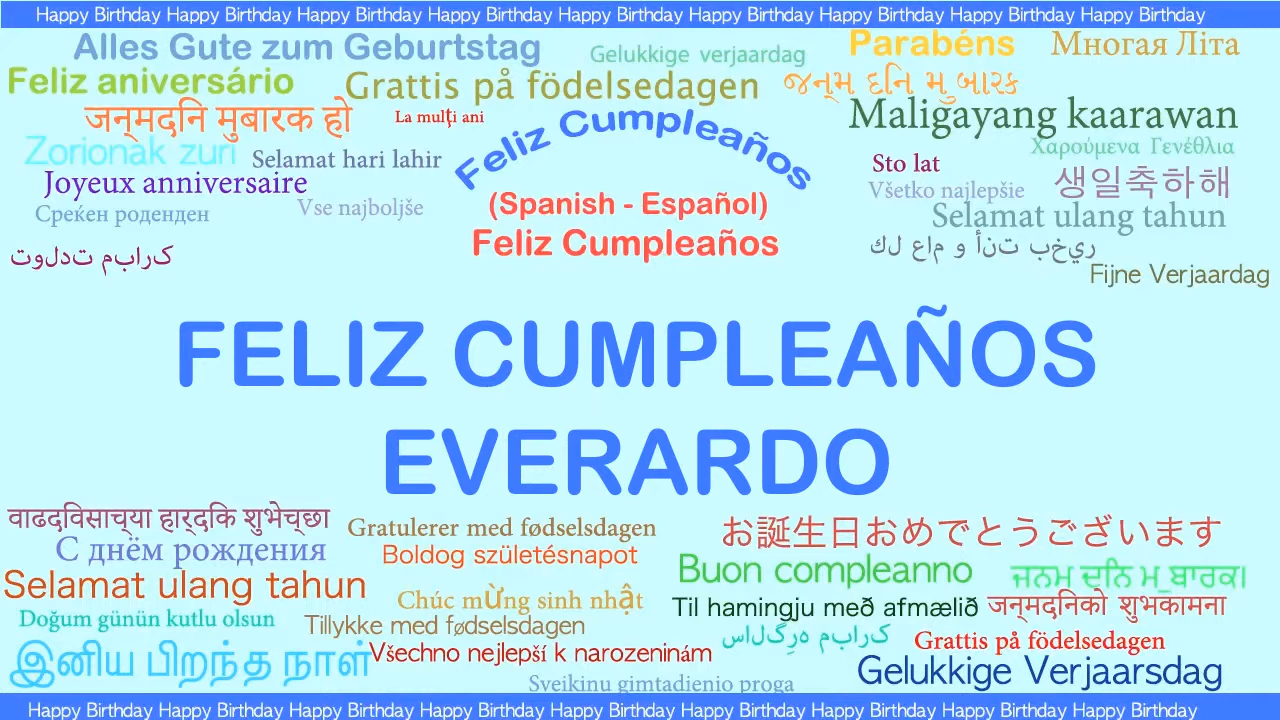 Happy Birthday Happy Birthday Happy Birthday Happy Birthday Happy Birthday Happy Birthday Happy Birthday Happy Birthday Happy Birthday
Alles Gute zum Geburtstag
Gelukkige verjaardag
Parabéns
Многая Літа
Feliz aniversário
Grattis på födelsedagen
જન્મ દિન મુબારક
जन्मदिन मुबारक हो
La mulţi ani
Feliz Cumpleaños
Maligayang kaarawan
Zorionak zuri
Selamat hari lahir
Sto lat
Χαρούμενα Γενέθλια
Joyeux anniversaire
(Spanish - Español)
Všetko najlepšie
생일축하해
Среќен роденден
Vse najboljše
Selamat ulang tahun
Feliz Cumpleaños
تولدت مبارک
كل عام و أنت بخير
Fijne Verjaardag
FELIZ CUMPLEAÑOS
EVERARDO
वाढदिवसाच्या हार्दिक शुभेच्छा
Gratulerer med fødselsdagen
お誕生日おめでとうございます
С днём рождения
Boldog születésnapot
Buon compleanno
ਜਨਮ ਦਿਨ ਮੁਬਾਰਕ।
Selamat ulang tahun
Chúc mừng sinh nhật
Til hamingju með afmælið
जन्मदिनको शुभकामना
Doğum günün kutlu olsun
Tillykke med fødselsdagen
سالگرہ مبارک
Grattis på födelsedagen
இனிய பிறந்த நாள்
Všechno nejlepší k narozeninám
Gelukkige Verjaarsdag
Sveikinu gimtadienio proga
Happy Birthday Happy Birthday Happy Birthday Happy Birthday Happy Birthday Happy Birthday Happy Birthday Happy Birthday Happy Birthday